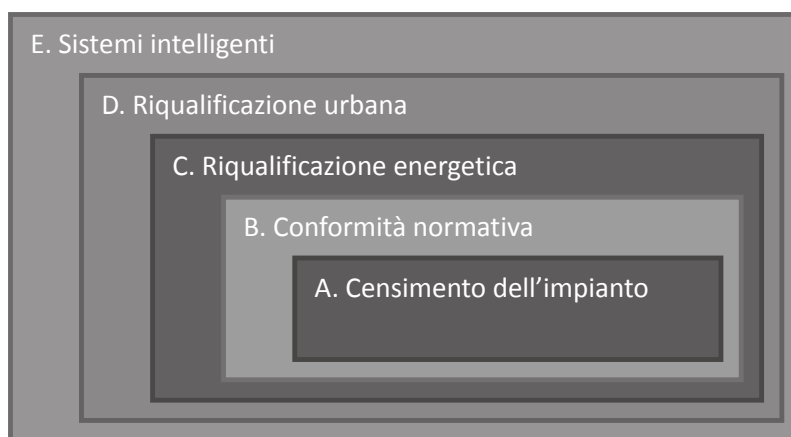 E. Sistemi intelligenti
D. Riqualificazione urbana
C. Riqualificazione energetica
B. Conformità normativa
A. Censimento dell’impianto